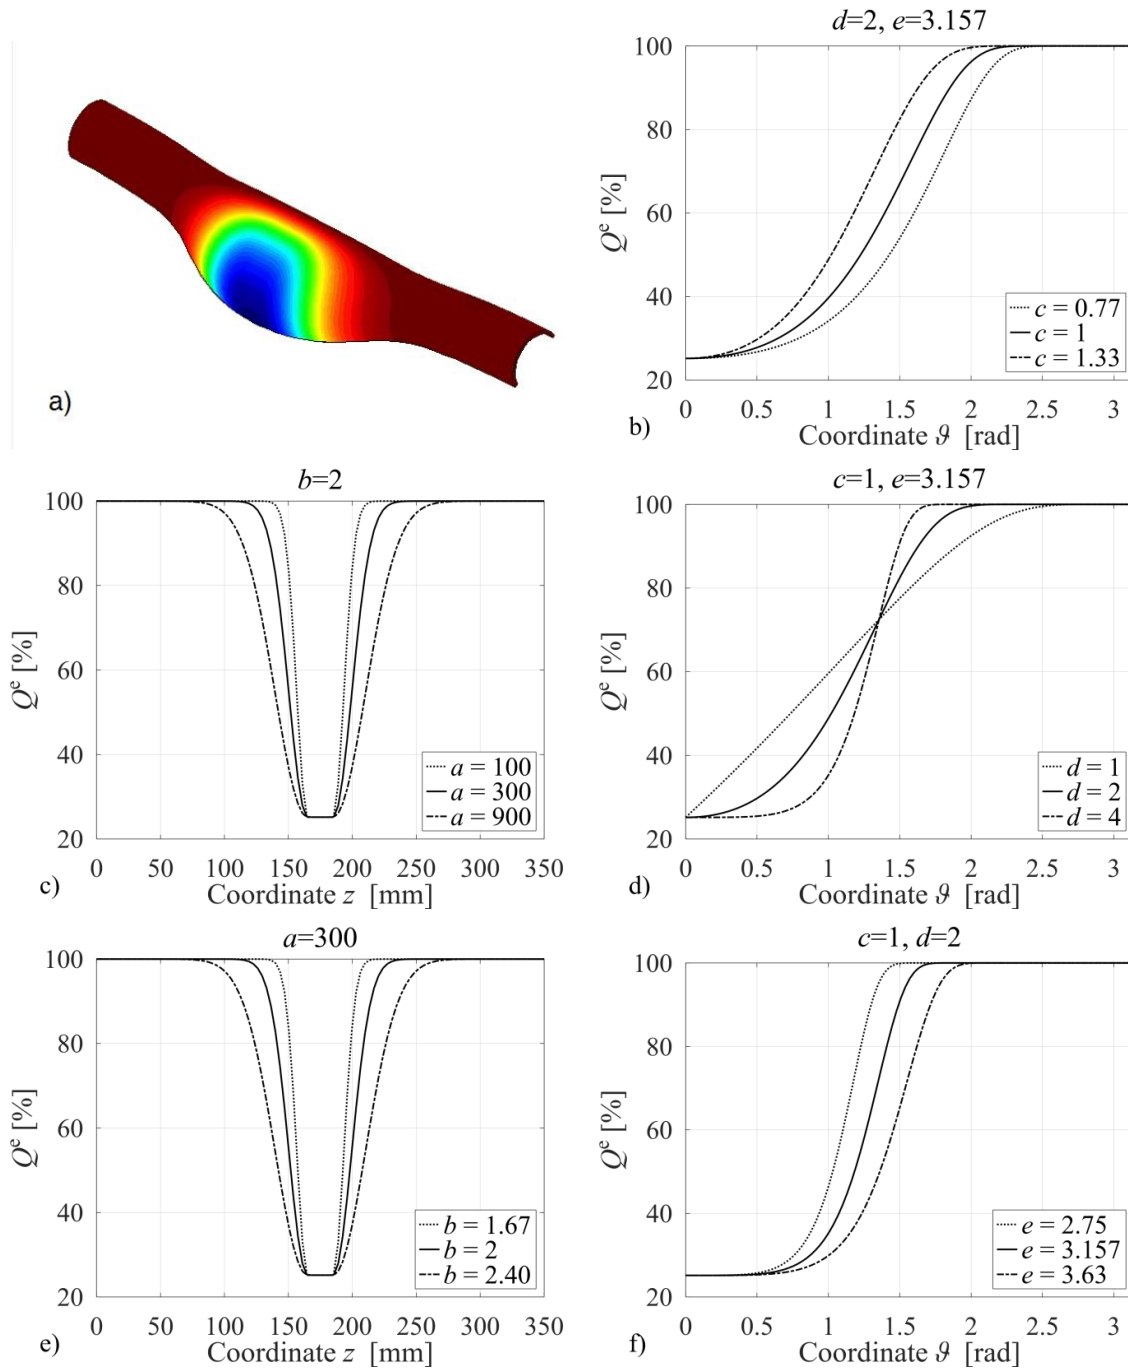 a)
d=2, e=3.157
100
80
60
40
20
Qᵉ [%]
c = 0.77
c = 1
c = 1.33
0 0.5 1 1.5 2 2.5 3
Coordinate ϑ [rad]
b)
b=2
100
80
60
40
20
Qᵉ [%]
a = 100
a = 300
a = 900
0 50 100 150 200 250 300 350
Coordinate z [mm]
c)
c=1, e=3.157
100
80
60
40
20
Qᵉ [%]
d = 1
d = 2
d = 4
0 0.5 1 1.5 2 2.5 3
Coordinate ϑ [rad]
d)
a=300
100
80
60
40
20
Qᵉ [%]
b = 1.67
b = 2
b = 2.40
0 50 100 150 200 250 300 350
Coordinate z [mm]
e)
c=1, d=2
100
80
60
40
20
Qᵉ [%]
e = 2.75
e = 3.157
e = 3.63
0 0.5 1 1.5 2 2.5 3
Coordinate ϑ [rad]
f)